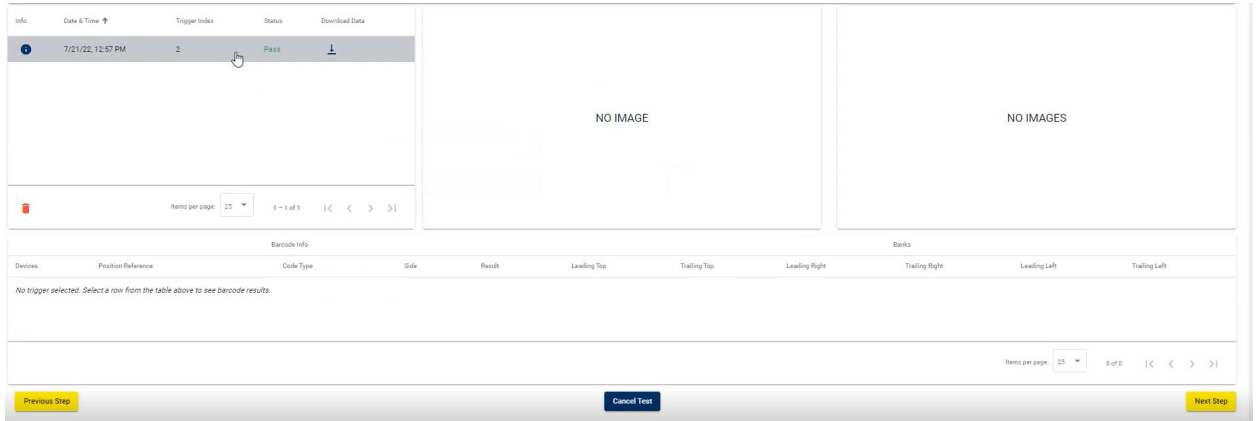 Info Date & Time Trigger Index Status Download Data
7/21/22, 12:57 PM 2 Pass
NO IMAGE
NO IMAGES
Items per page: 25 1 – 1 of 1
Barcode Info Banks
Devices Position Reference Code Type Side Result Leading Top Trailing Top Leading Right Trailing Right Leading Left Trailing Left
No trigger selected. Select a row from the table above to see barcode results.
Items per page: 25 0 of 0
Previous Step Cancel Test Next Step